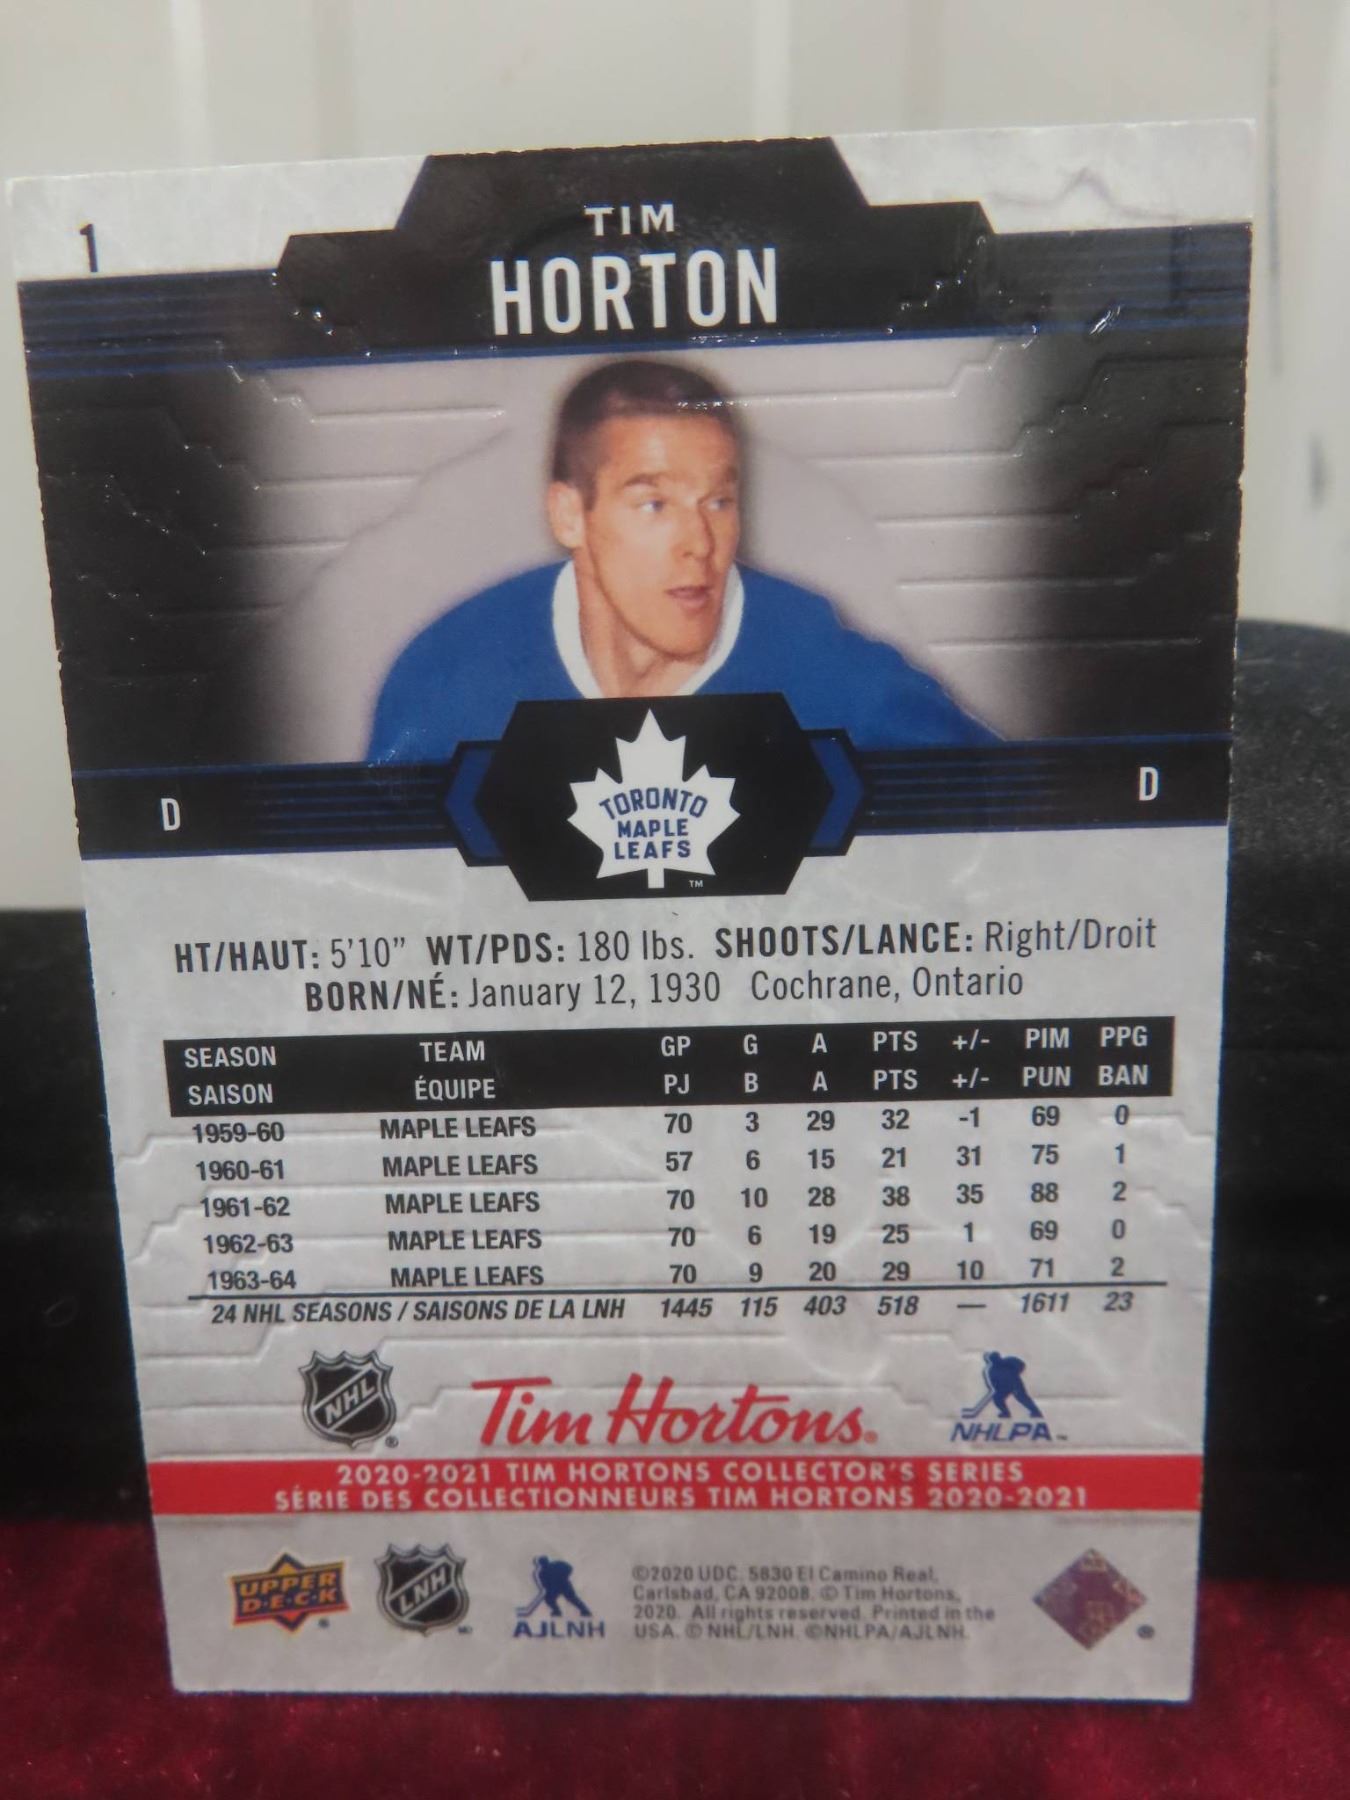 1
TIM
HORTON
TORONTO
MAPLE
LEAFS
TM
D
D
HT/HAUT: 5'10" WT/PDS: 180 lbs. SHOOTS/LANCE: Right/Droit
BORN/NÉ: January 12, 1930 Cochrane, Ontario
SEASON TEAM GP G A PTS +/- PIM PPG
SAISON ÉQUIPE PJ B A PTS +/- PUN BAN
1959-60 MAPLE LEAFS 70 3 29 32 -1 69 0
1960-61 MAPLE LEAFS 57 6 15 21 31 75 1
1961-62 MAPLE LEAFS 70 10 28 38 35 88 2
1962-63 MAPLE LEAFS 70 6 19 25 1 69 0
1963-64 MAPLE LEAFS 70 9 20 29 10 71 2
24 NHL SEASONS / SAISONS DE LA LNH 1445 115 403 518 — 1611 23
NHL ® Tim Hortons. NHLPA™
2020-2021 TIM HORTONS COLLECTOR'S SERIES
SÉRIE DES COLLECTIONNEURS TIM HORTONS 2020-2021
UPPER
D·E·C·K
LNH
AJLNH
©2020 UDC. 5830 El Camino Real,
Carlsbad, CA 92008. © Tim Hortons,
2020. All rights reserved. Printed in the
USA. © NHL/LNH. ©NHLPA/AJLNH.